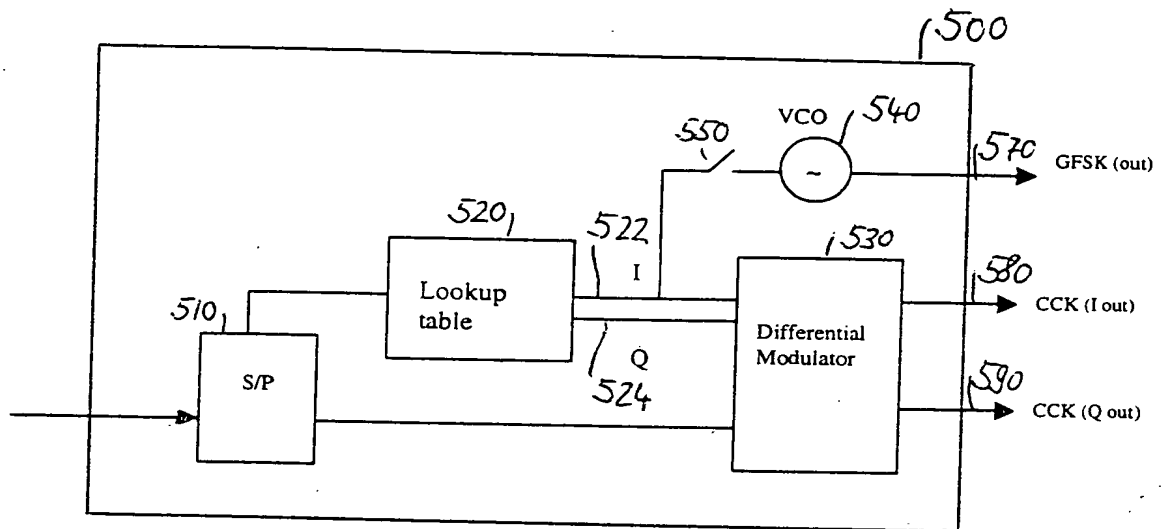 500
VCO
540
550
~
570
GFSK (out)
520
522
I
530
580
CCK (I out)
Lookup
table
510
S/P
Differential
Modulator
Q
524
590
CCK (Q out)